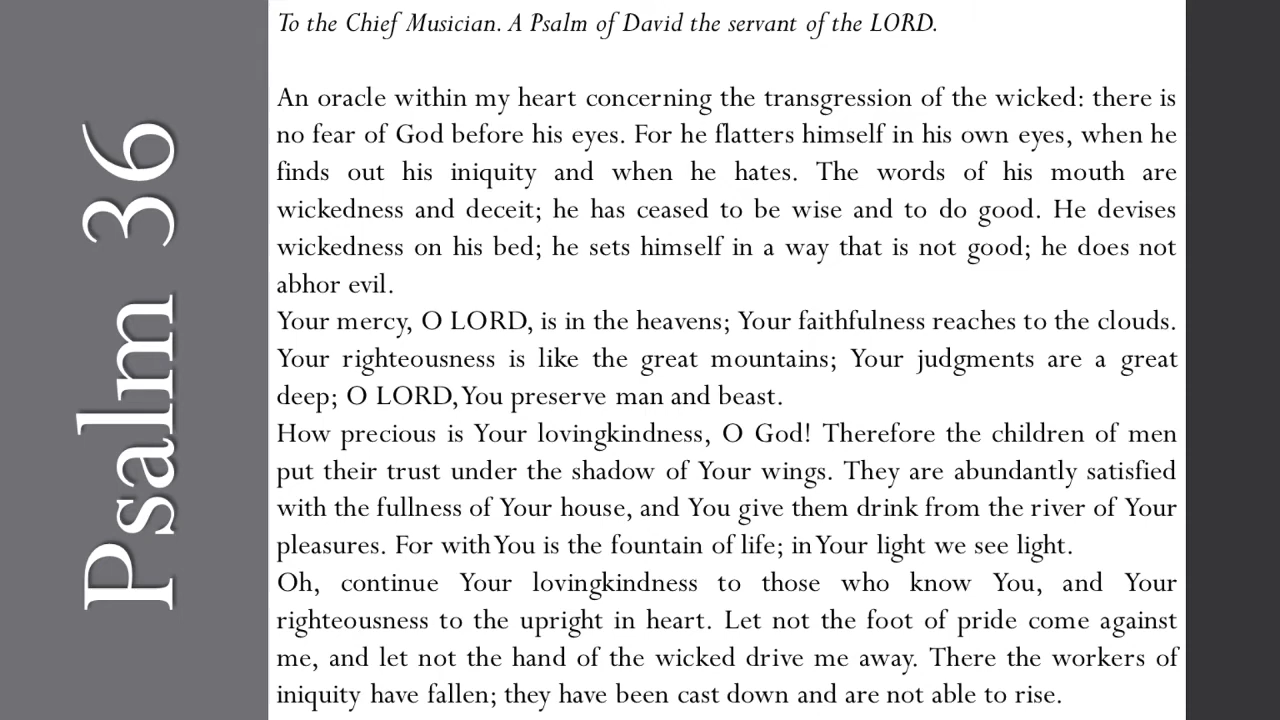 Psalm 36
To the Chief Musician. A Psalm of David the servant of the LORD.
An oracle within my heart concerning the transgression of the wicked: there is
no fear of God before his eyes. For he flatters himself in his own eyes, when he
finds out his iniquity and when he hates. The words of his mouth are
wickedness and deceit; he has ceased to be wise and to do good. He devises
wickedness on his bed; he sets himself in a way that is not good; he does not
abhor evil.
Your mercy, O LORD, is in the heavens; Your faithfulness reaches to the clouds.
Your righteousness is like the great mountains; Your judgments are a great
deep; O LORD, You preserve man and beast.
How precious is Your lovingkindness, O God! Therefore the children of men
put their trust under the shadow of Your wings. They are abundantly satisfied
with the fullness of Your house, and You give them drink from the river of Your
pleasures. For with You is the fountain of life; in Your light we see light.
Oh, continue Your lovingkindness to those who know You, and Your
righteousness to the upright in heart. Let not the foot of pride come against
me, and let not the hand of the wicked drive me away. There the workers of
iniquity have fallen; they have been cast down and are not able to rise.